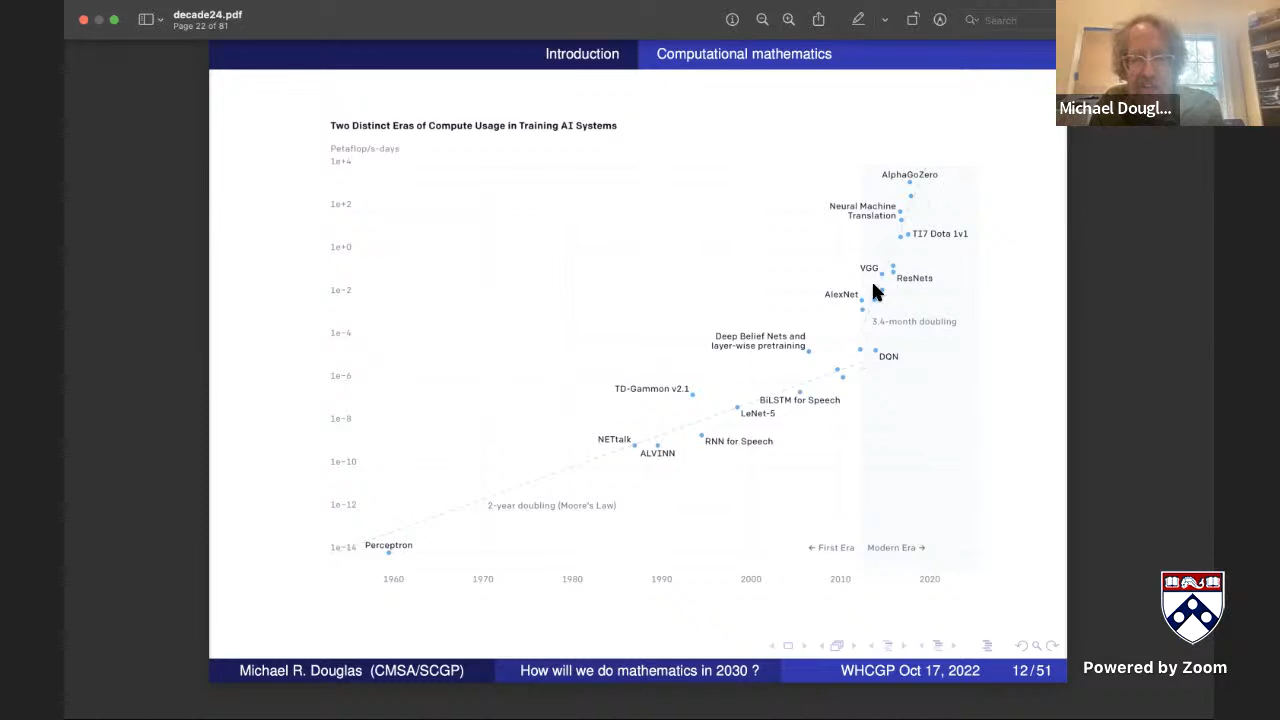 decade24.pdf
Page 22 of 81
Search
Michael Dougl...
Introduction
Computational mathematics
Two Distinct Eras of Compute Usage in Training AI Systems
Petaflop/s-days
1e+4
AlphaGoZero
1e+2
Neural Machine
Translation
TI7 Dota 1v1
1e+0
VGG
ResNets
1e-2
AlexNet
3.4-month doubling
1e-4
Deep Belief Nets and
layer-wise pretraining
DQN
1e-6
TD-Gammon v2.1
BiLSTM for Speech
LeNet-5
1e-8
NETtalk
RNN for Speech
ALVINN
1e-10
1e-12
2-year doubling (Moore's Law)
1e-14
Perceptron
← First Era
Modern Era →
1960
1970
1980
1990
2000
2010
2020
Michael R. Douglas (CMSA/SCGP)
How will we do mathematics in 2030 ?
WHCGP Oct 17, 2022
12 / 51
Powered by Zoom